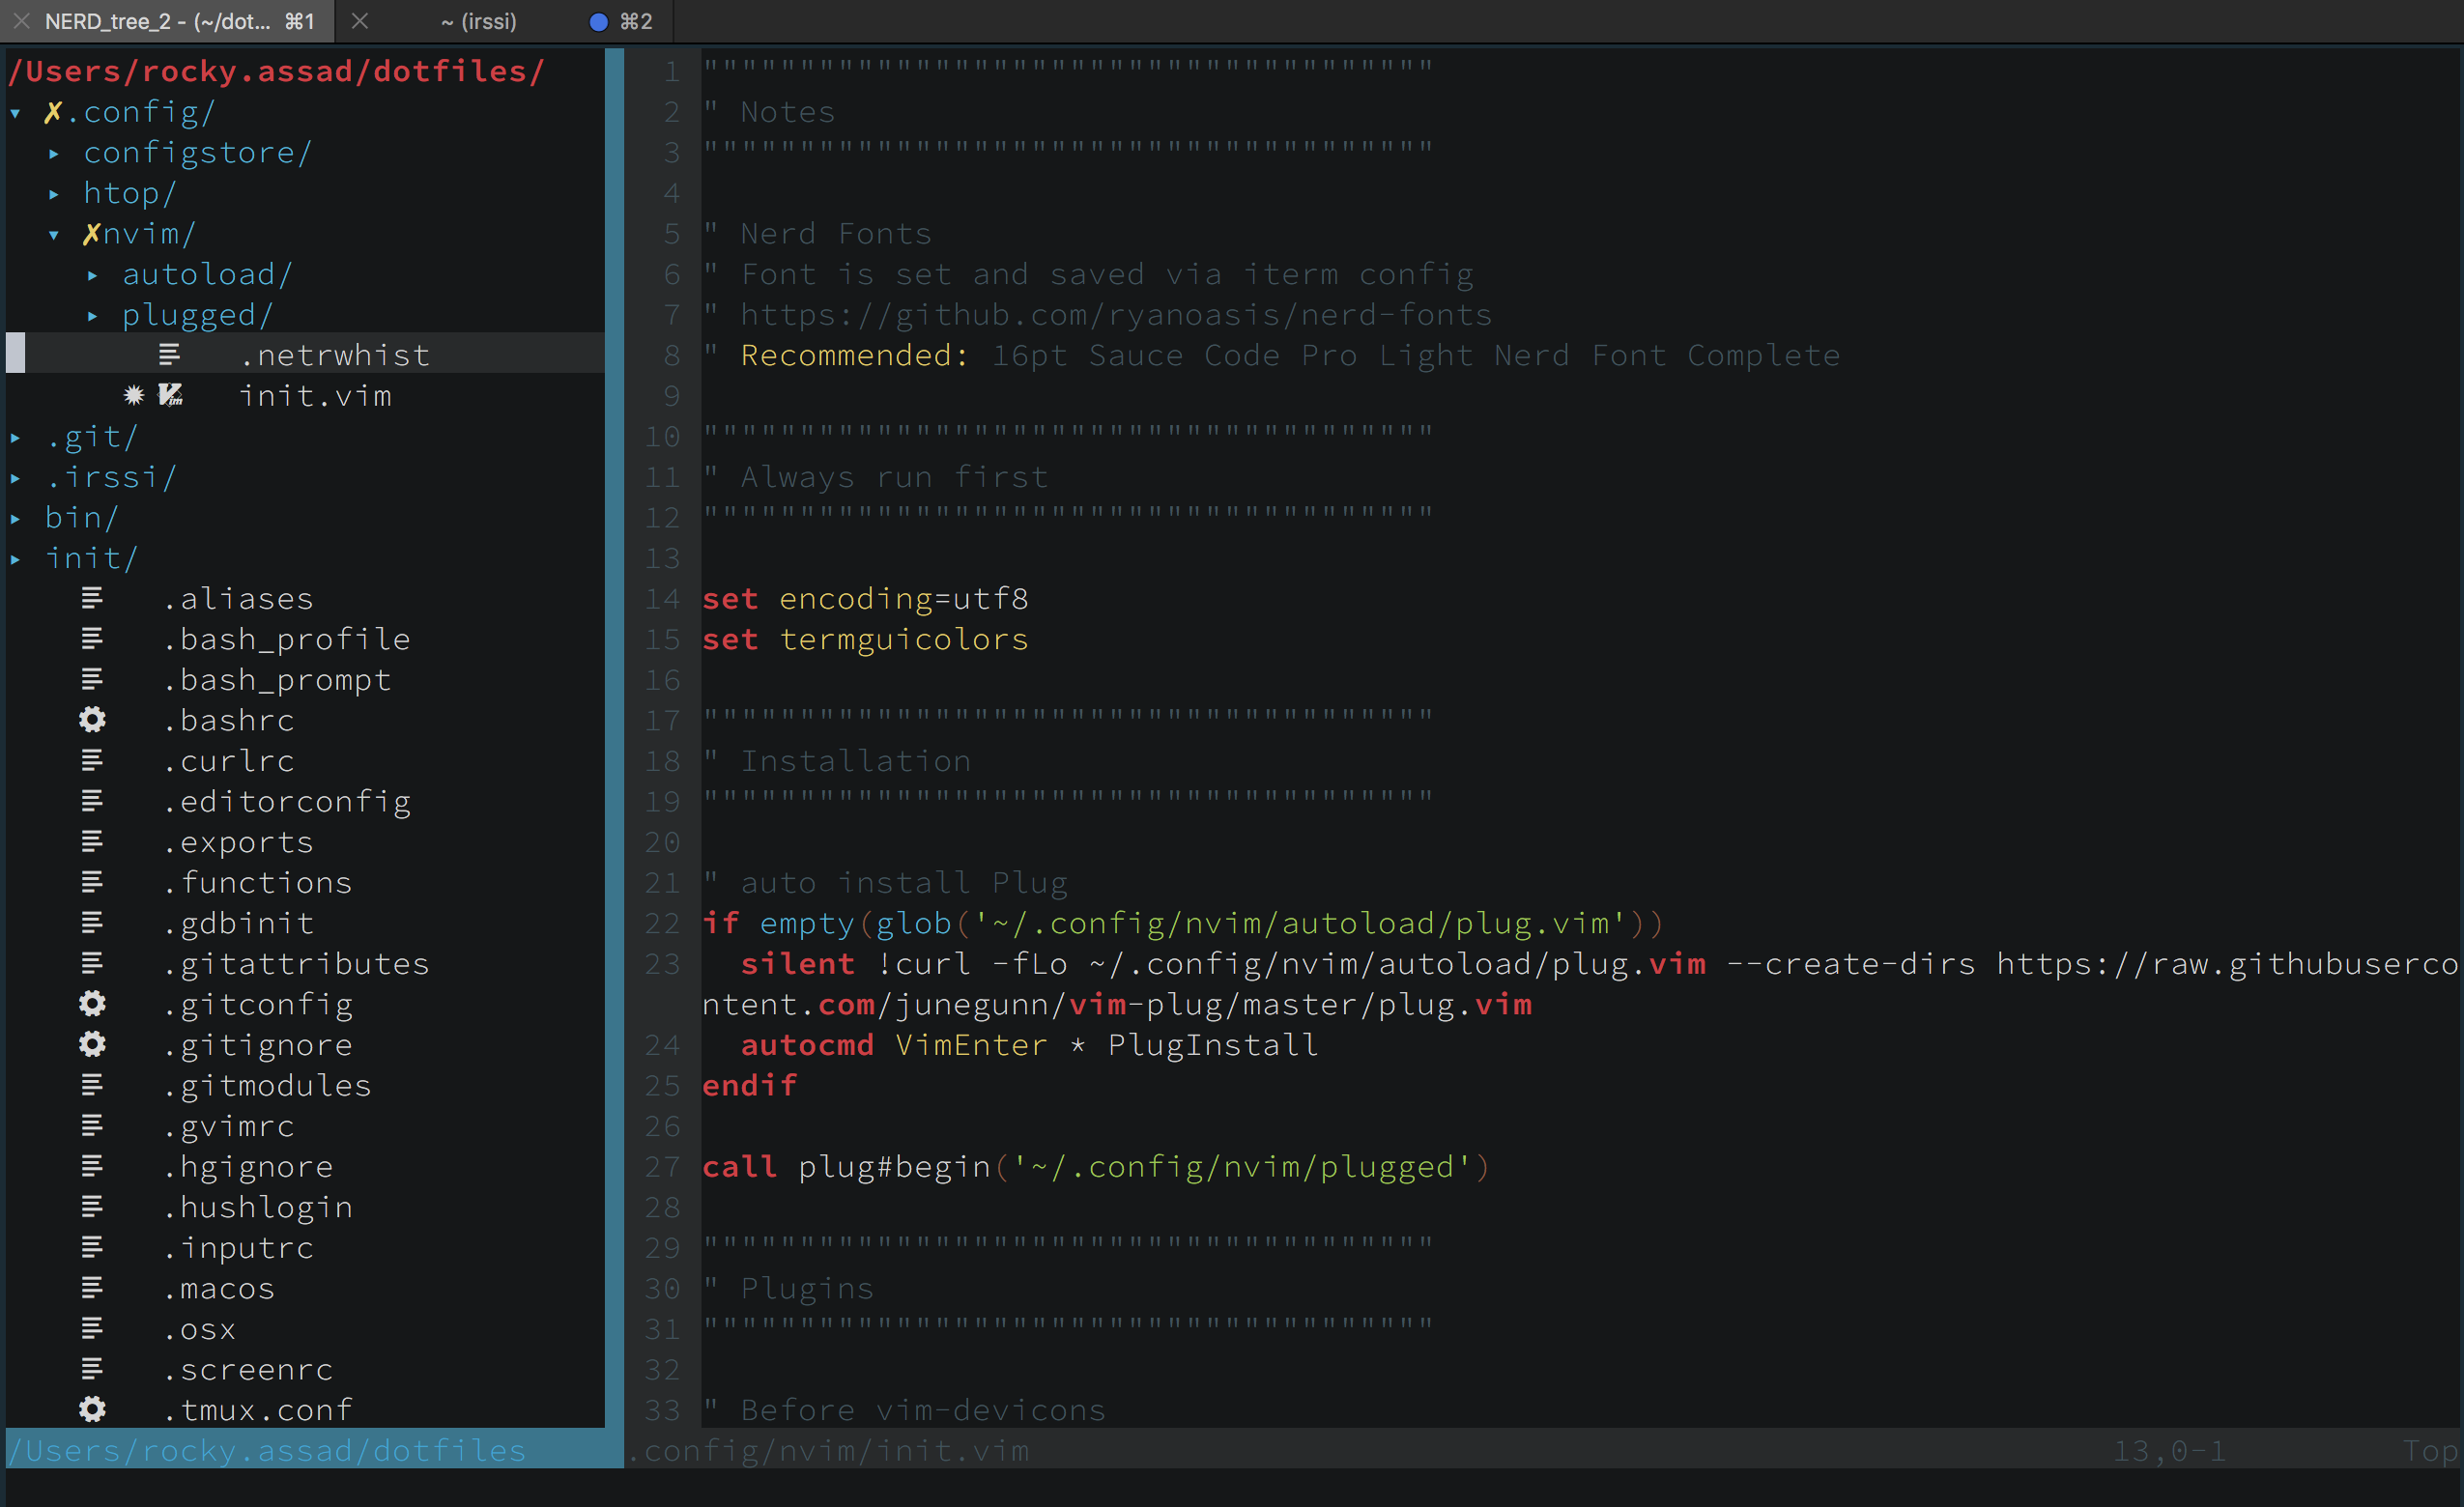 NERD_tree_2 - (~/dot... ⌘1
~ (irssi) ⌘2
/Users/rocky.assad/dotfiles/
▾ ✗.config/
▸ configstore/
▸ htop/
▾ ✗nvim/
▸ autoload/
▸ plugged/
.netrwhist
✹ init.vim
▸ .git/
▸ .irssi/
▸ bin/
▸ init/
.aliases
.bash_profile
.bash_prompt
.bashrc
.curlrc
.editorconfig
.exports
.functions
.gdbinit
.gitattributes
.gitconfig
.gitignore
.gitmodules
.gvimrc
.hgignore
.hushlogin
.inputrc
.macos
.osx
.screenrc
.tmux.conf
/Users/rocky.assad/dotfiles
1 """"""""""""""""""""""""""""""""""""""
2 " Notes
3 """"""""""""""""""""""""""""""""""""""
4
5 " Nerd Fonts
6 " Font is set and saved via iterm config
7 " https://github.com/ryanoasis/nerd-fonts
8 " Recommended: 16pt Sauce Code Pro Light Nerd Font Complete
9
10 """"""""""""""""""""""""""""""""""""""
11 " Always run first
12 """"""""""""""""""""""""""""""""""""""
13
14 set encoding=utf8
15 set termguicolors
16
17 """"""""""""""""""""""""""""""""""""""
18 " Installation
19 """"""""""""""""""""""""""""""""""""""
20
21 " auto install Plug
22 if empty(glob('~/.config/nvim/autoload/plug.vim'))
23   silent !curl -fLo ~/.config/nvim/autoload/plug.vim --create-dirs https://raw.githubuserco
ntent.com/junegunn/vim-plug/master/plug.vim
24   autocmd VimEnter * PlugInstall
25 endif
26
27 call plug#begin('~/.config/nvim/plugged')
28
29 """"""""""""""""""""""""""""""""""""""
30 " Plugins
31 """"""""""""""""""""""""""""""""""""""
32
33 " Before vim-devicons
.config/nvim/init.vim 13,0-1 Top